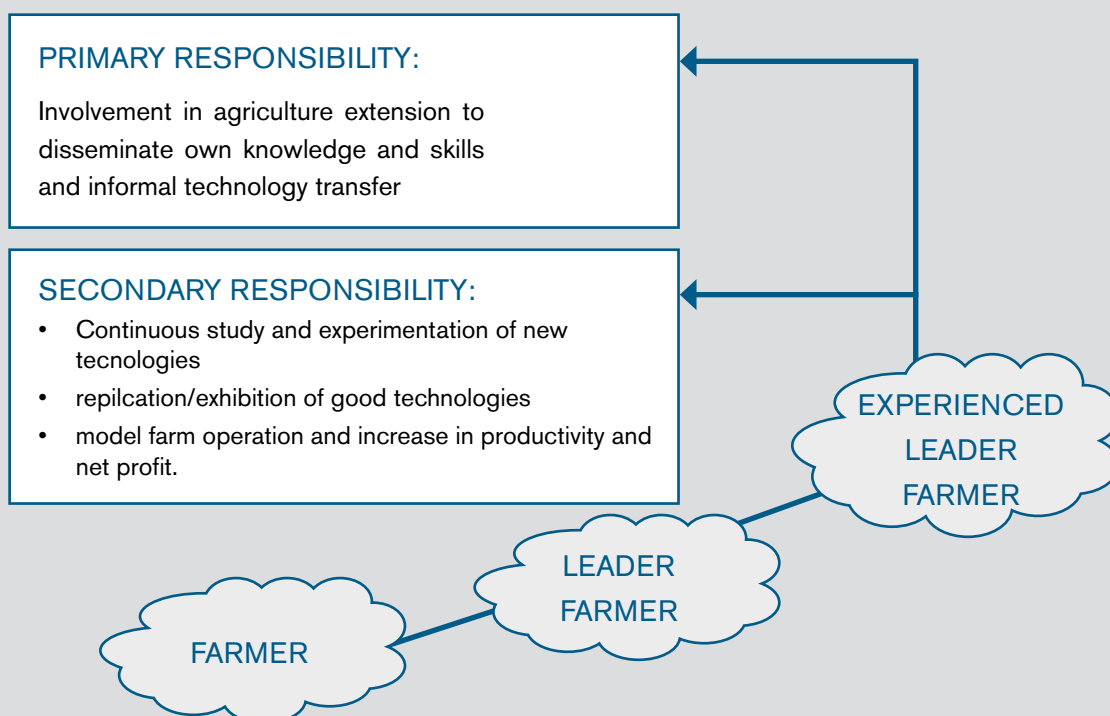 PRIMARY RESPONSIBILITY:
Involvement in agriculture extension to
disseminate own knowledge and skills
and informal technology transfer
SECONDARY RESPONSIBILITY:
• Continuous study and experimentation of new
tecnologies
• repilcation/exhibition of good technologies
• model farm operation and increase in productivity and
net profit.
EXPERIENCED
LEADER
FARMER
LEADER
FARMER
FARMER